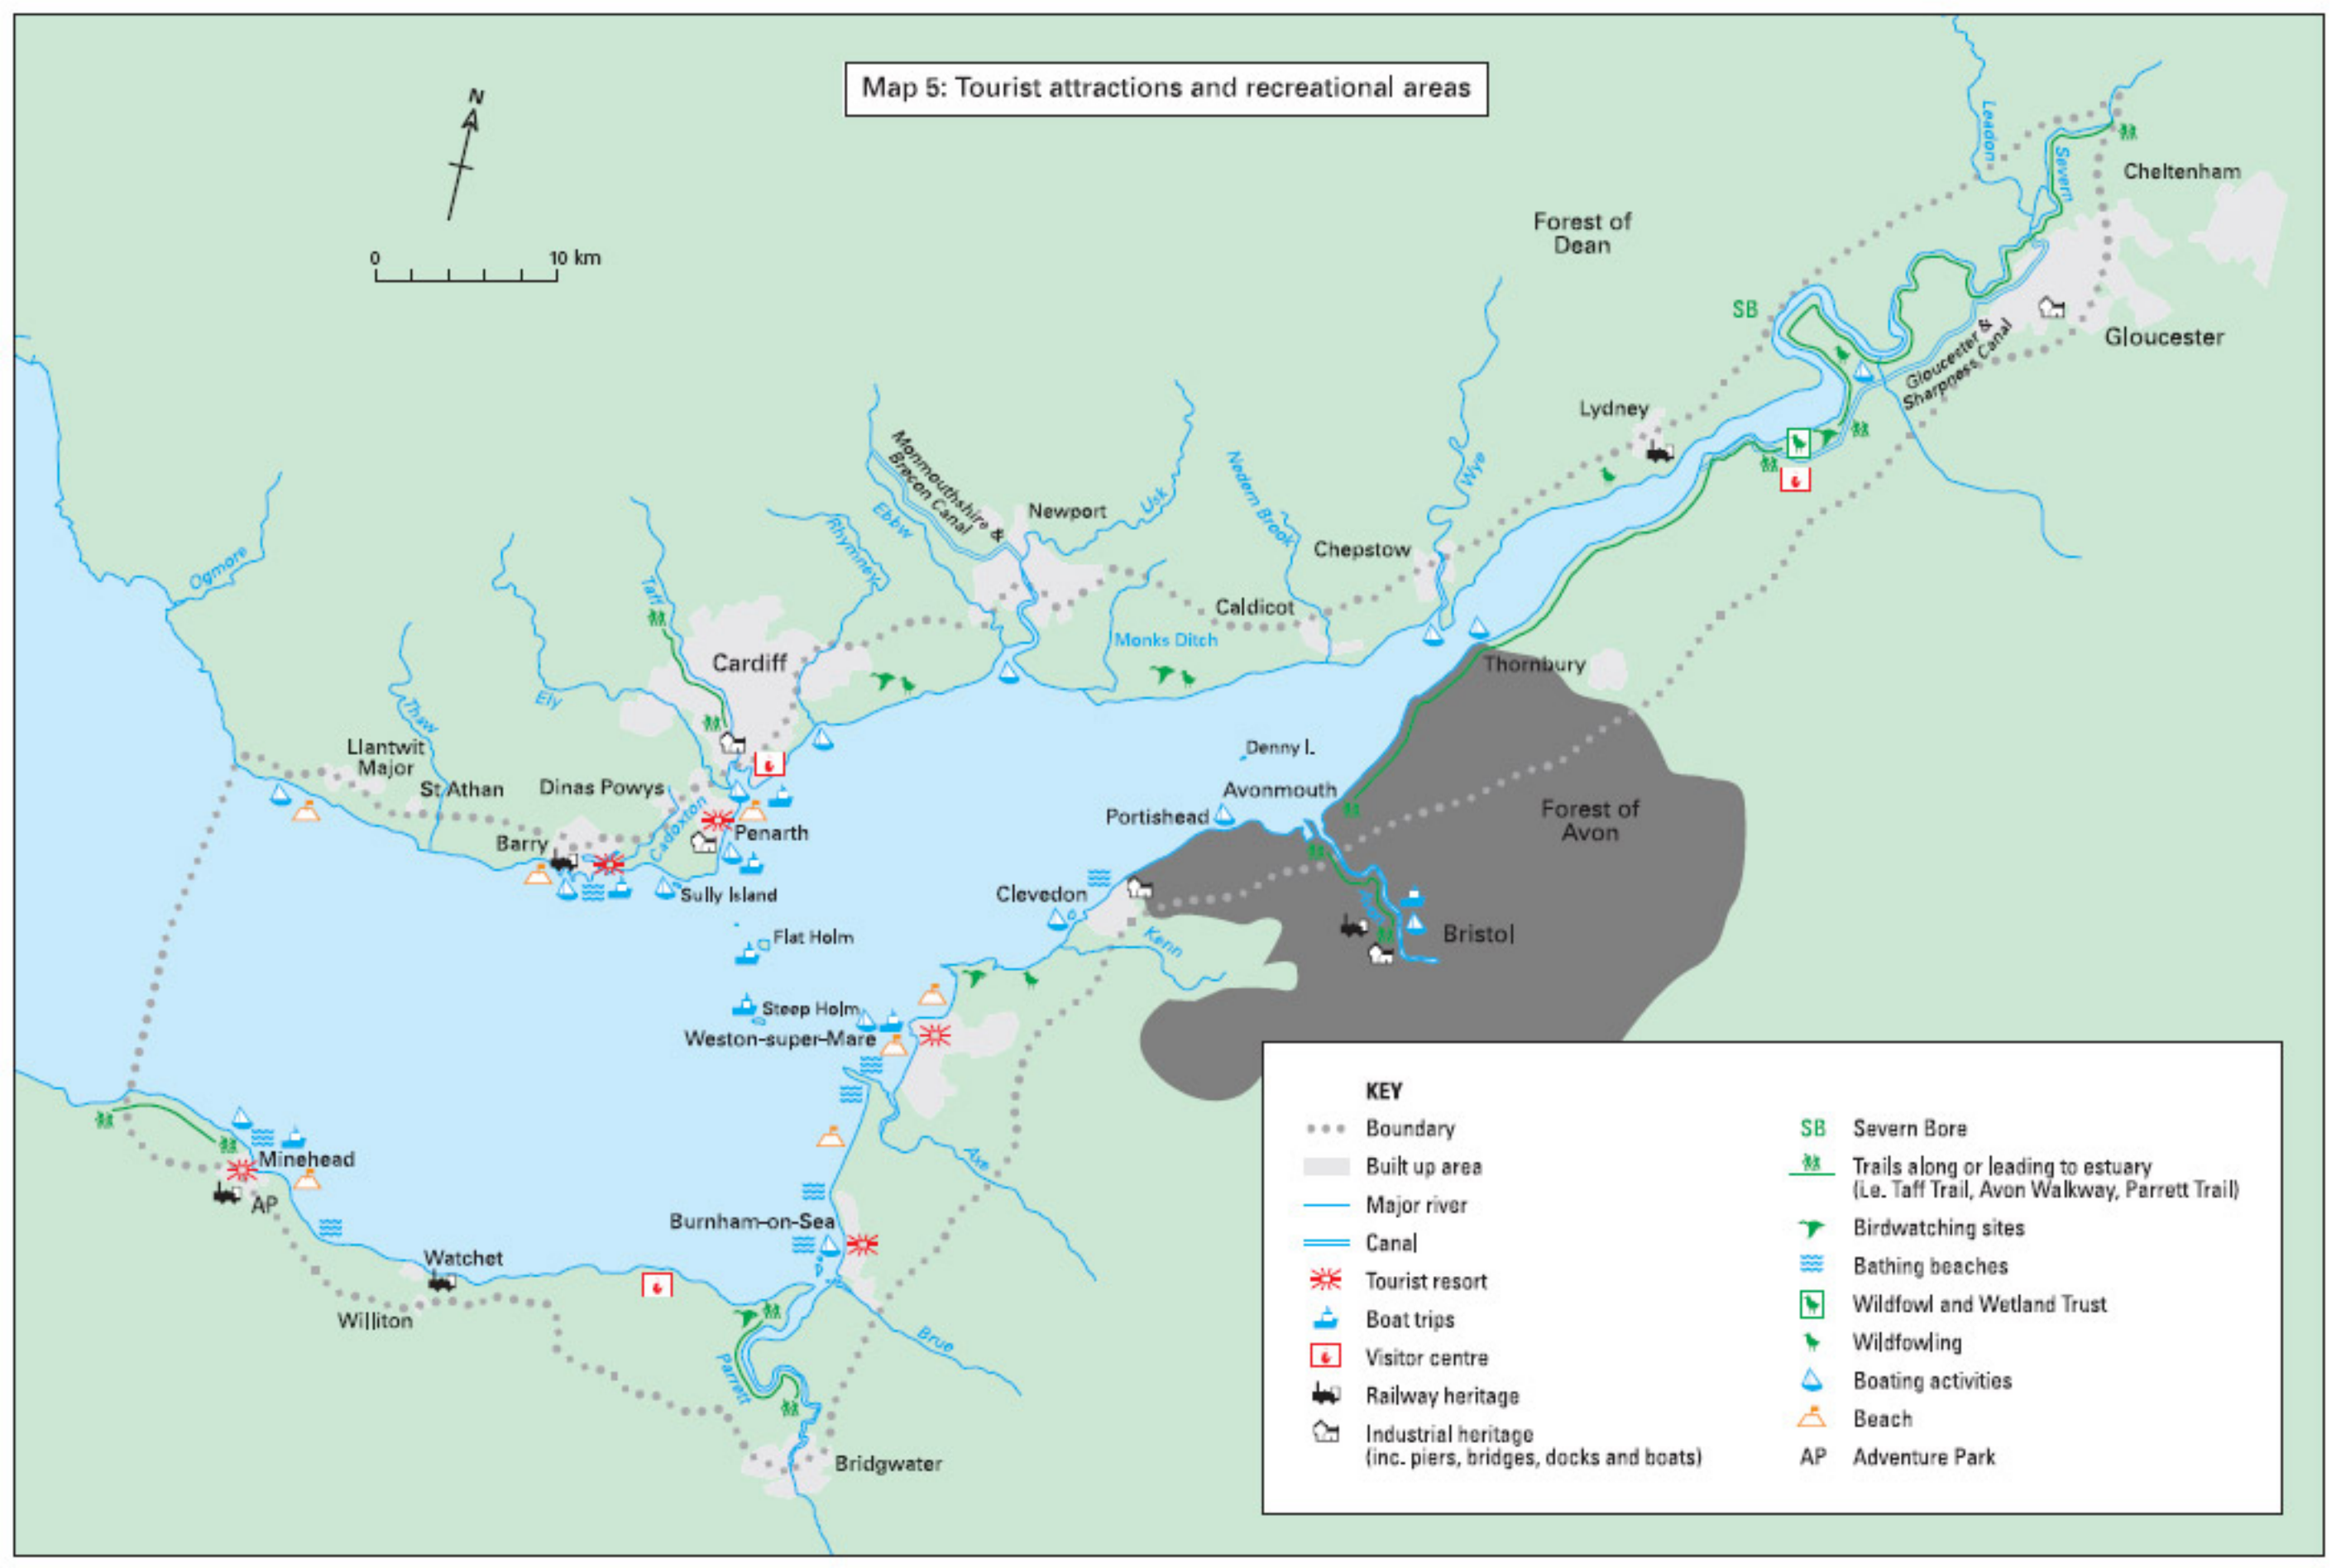 Map 5: Tourist attractions and recreational areas
N
0 10 km
Leadon
Severn
Cheltenham
Forest of
Dean
SB
Gloucester
Gloucester &
Sharpness Canal
Lydney
Wye
Nedern Brook
Monmouthshire &
Brecon Canal
Ebbw
Newport
Usk
Rhymney
Chepstow
Ogmore
Taff
Caldicot
Monks Ditch
Cardiff
Thornbury
Ely
Thaw
Llantwit
Major
St Athan
Dinas Powys
Cadoxton
Denny I.
Avonmouth
Portishead
Forest of
Avon
Barry
Penarth
Sully Island
Clevedon
Bristol
Flat Holm
Kenn
Steep Holm
Weston-super-Mare
Axe
Minehead
AP
Burnham-on-Sea
Watchet
Williton
Brue
Parrett
Bridgwater
KEY
Boundary
Built up area
Major river
Canal
Tourist resort
Boat trips
Visitor centre
Railway heritage
Industrial heritage
(inc. piers, bridges, docks and boats)
SB Severn Bore
Trails along or leading to estuary
(i.e. Taff Trail, Avon Walkway, Parrett Trail)
Birdwatching sites
Bathing beaches
Wildfowl and Wetland Trust
Wildfowling
Boating activities
Beach
AP Adventure Park